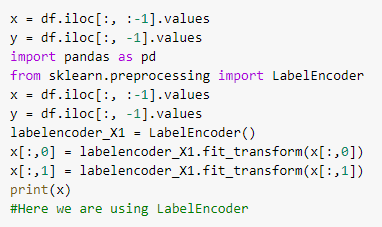 x = df.iloc[:, :-1].values
y = df.iloc[:, -1].values
import pandas as pd
from sklearn.preprocessing import LabelEncoder
x = df.iloc[:, :-1].values
y = df.iloc[:, -1].values
labelencoder_X1 = LabelEncoder()
x[:,0] = labelencoder_X1.fit_transform(x[:,0])
x[:,1] = labelencoder_X1.fit_transform(x[:,1])
print(x)
#Here we are using LabelEncoder